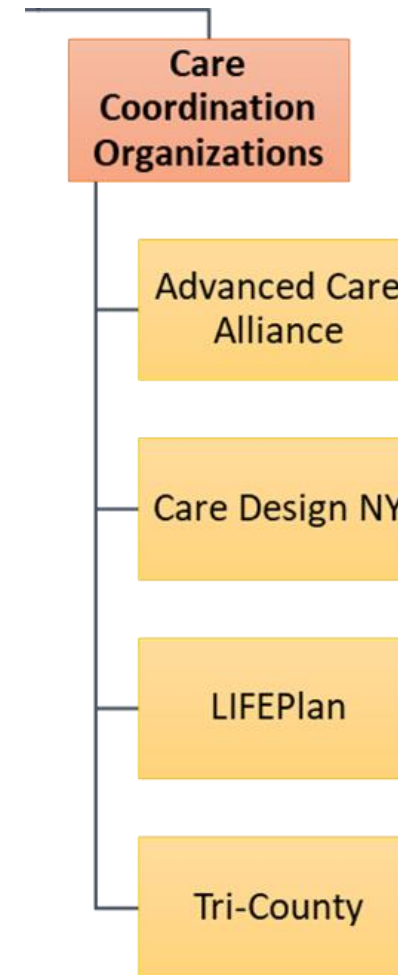 Care
Coordination
Organizations
Advanced Care
Alliance
Care Design NY
LIFEPlan
Tri-County